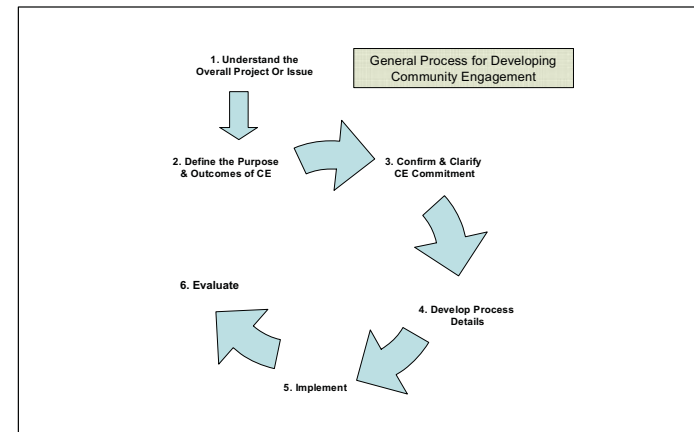 General Process for Developing
Community Engagement
1. Understand the
Overall Project Or Issue
2. Define the Purpose
& Outcomes of CE
3. Confirm & Clarify
CE Commitment
4. Develop Process
Details
5. Implement
6. Evaluate